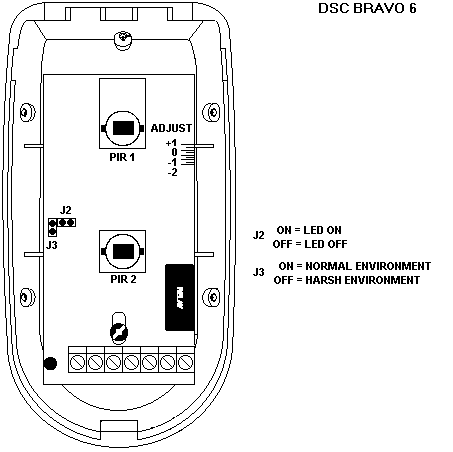 DSC BRAVO 6
ADJUST
+1
0
-1
-2
PIR 1
J2
J3
PIR 2
RELAY
J2 ON = LED ON
OFF = LED OFF
J3 ON = NORMAL ENVIRONMENT
OFF = HARSH ENVIRONMENT